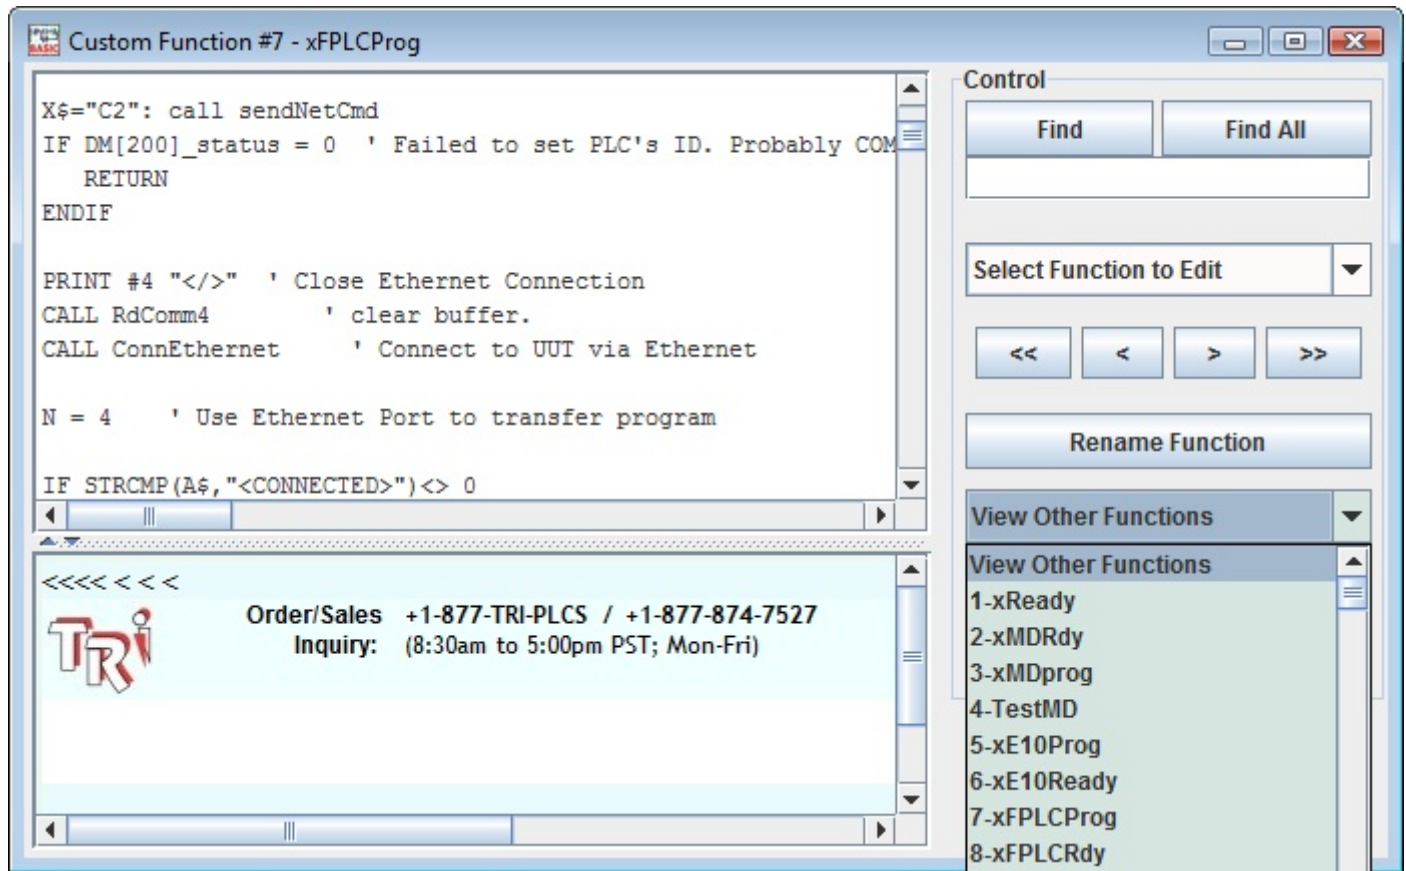 Custom Function #7 - xFPLCProg
X$="C2": call sendNetCmd
IF DM[200]_status = 0  ' Failed to set PLC's ID. Probably COM
   RETURN
ENDIF
PRINT #4 "</>"  ' Close Ethernet Connection
CALL RdComm4        ' clear buffer.
CALL ConnEthernet     ' Connect to UUT via Ethernet
N = 4    ' Use Ethernet Port to transfer program
IF STRCMP(A$,"<CONNECTED>")<> 0
<<<< < < <
TRi
Order/Sales +1-877-TRI-PLCS / +1-877-874-7527
Inquiry: (8:30am to 5:00pm PST; Mon-Fri)
Control
Find Find All
Select Function to Edit
<< < > >>
Rename Function
View Other Functions
View Other Functions
1-xReady
2-xMDRdy
3-xMDprog
4-TestMD
5-xE10Prog
6-xE10Ready
7-xFPLCProg
8-xFPLCRdy